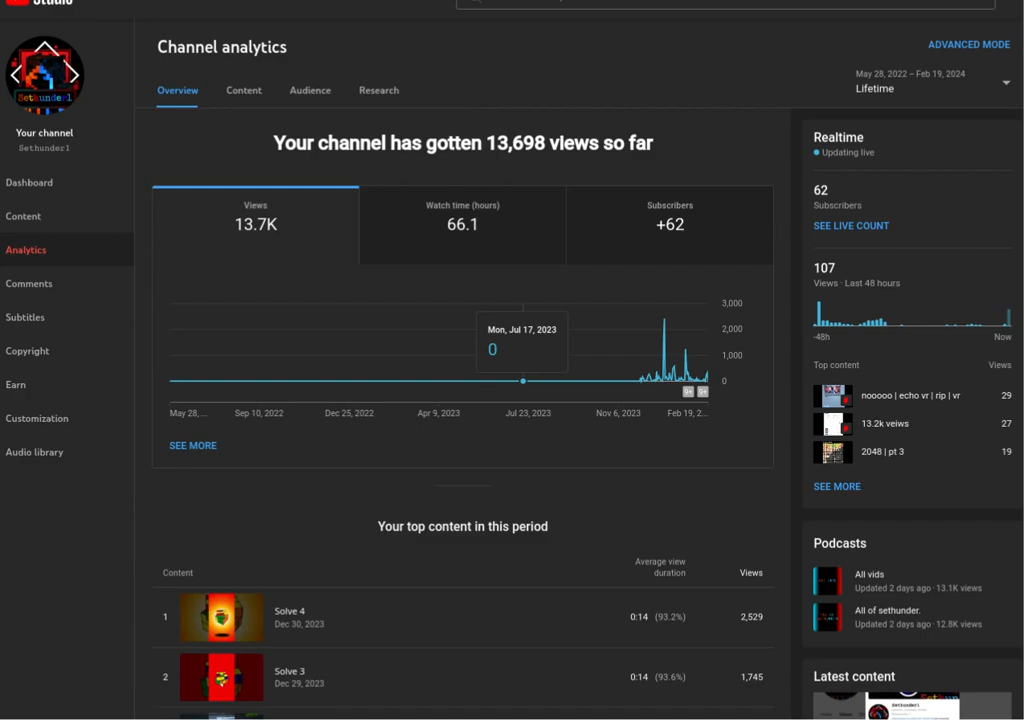 Studio
Channel analytics
ADVANCED MODE
May 28, 2022 – Feb 19, 2024
Lifetime
Overview
Content
Audience
Research
Sethunder1
Your channel
Sethunder1
Dashboard
Content
Analytics
Comments
Subtitles
Copyright
Earn
Customization
Audio library
Your channel has gotten 13,698 views so far
Views
13.7K
Watch time (hours)
66.1
Subscribers
+62
Mon, Jul 17, 2023
0
3,000
2,000
1,000
0
9+ 9+
May 28, ...
Sep 10, 2022
Dec 25, 2022
Apr 9, 2023
Jul 23, 2023
Nov 6, 2023
Feb 19, 2...
SEE MORE
Your top content in this period
Content
Average view
duration
Views
1
Solve 4
Dec 30, 2023
0:14 (93.2%)
2,529
2
Solve 3
Dec 29, 2023
0:14 (93.6%)
1,745
Realtime
Updating live
62
Subscribers
SEE LIVE COUNT
107
Views · Last 48 hours
-48h
Now
Top content
Views
nooooo | echo vr | rip | vr
29
13.2k veiws
27
2048 | pt 3
19
SEE MORE
Podcasts
All vids
Updated 2 days ago · 13.1K views
All of sethunder.
Updated 2 days ago · 12.8K views
Latest content